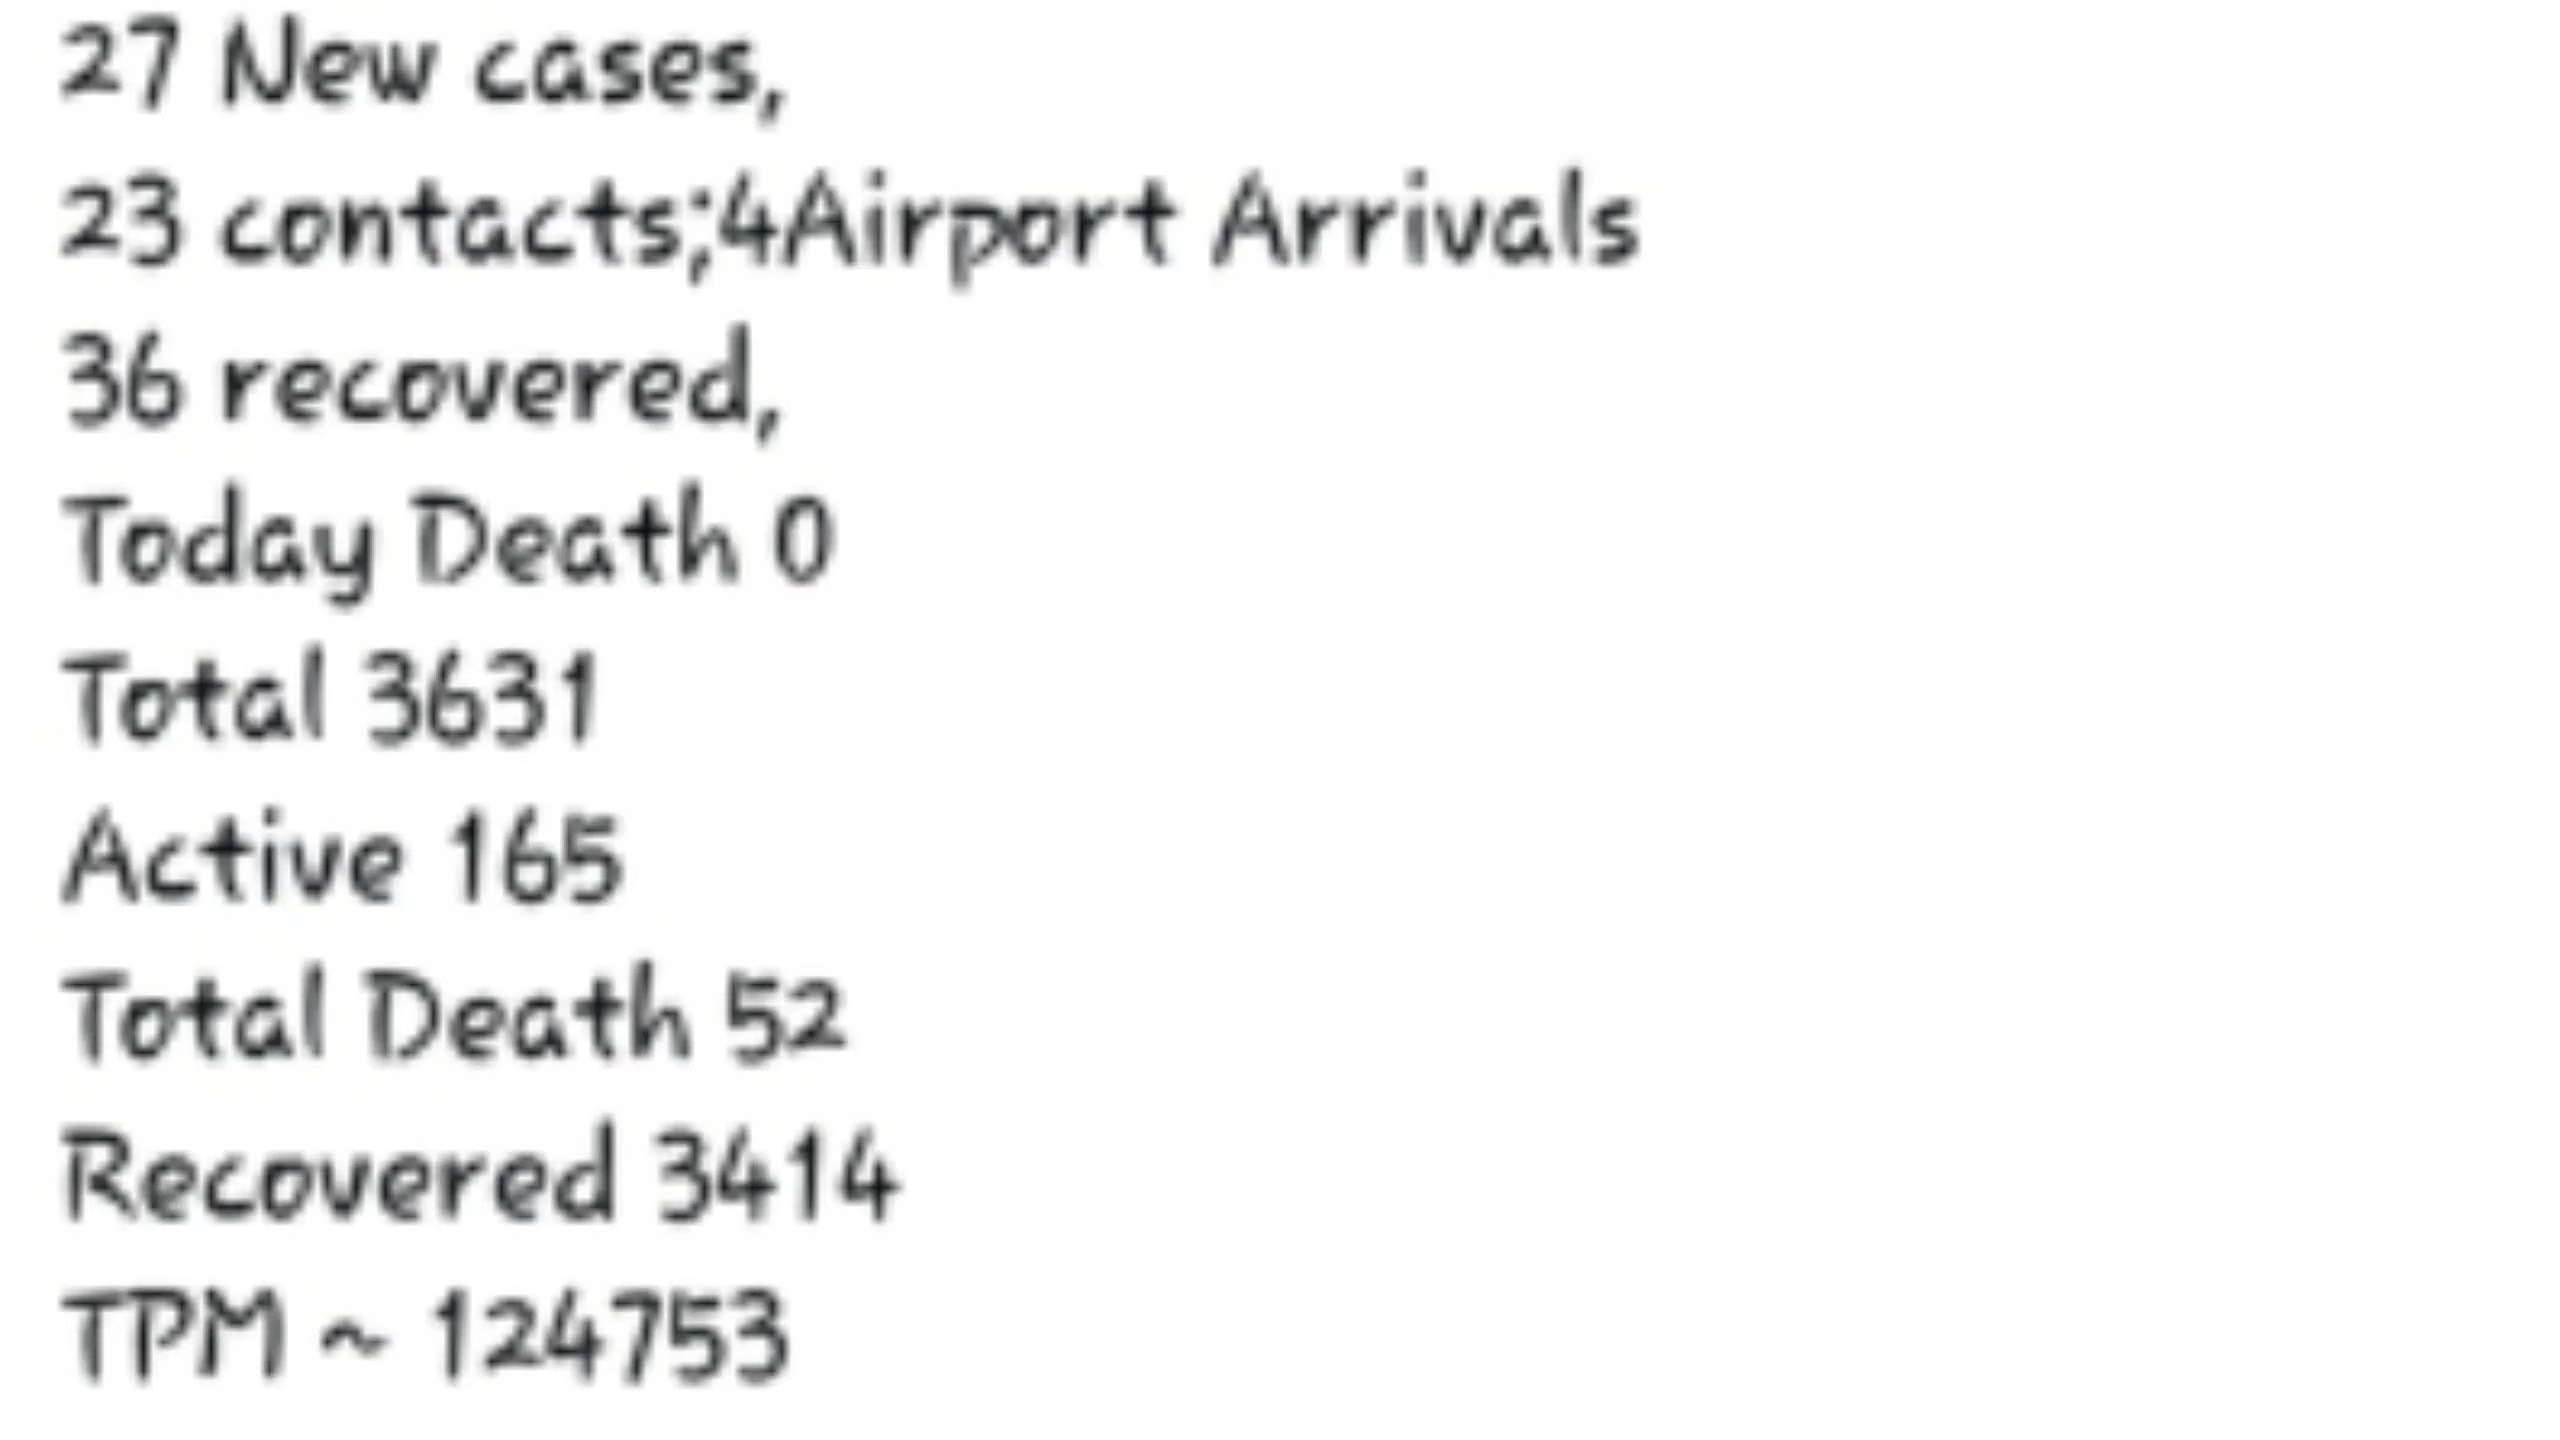 27 New cases,
23 contacts;4Airport Arrivals
36 recovered,
Today Death 0
Total 3631
Active 165
Total Death 52
Recovered 3414
TPM ~ 124753